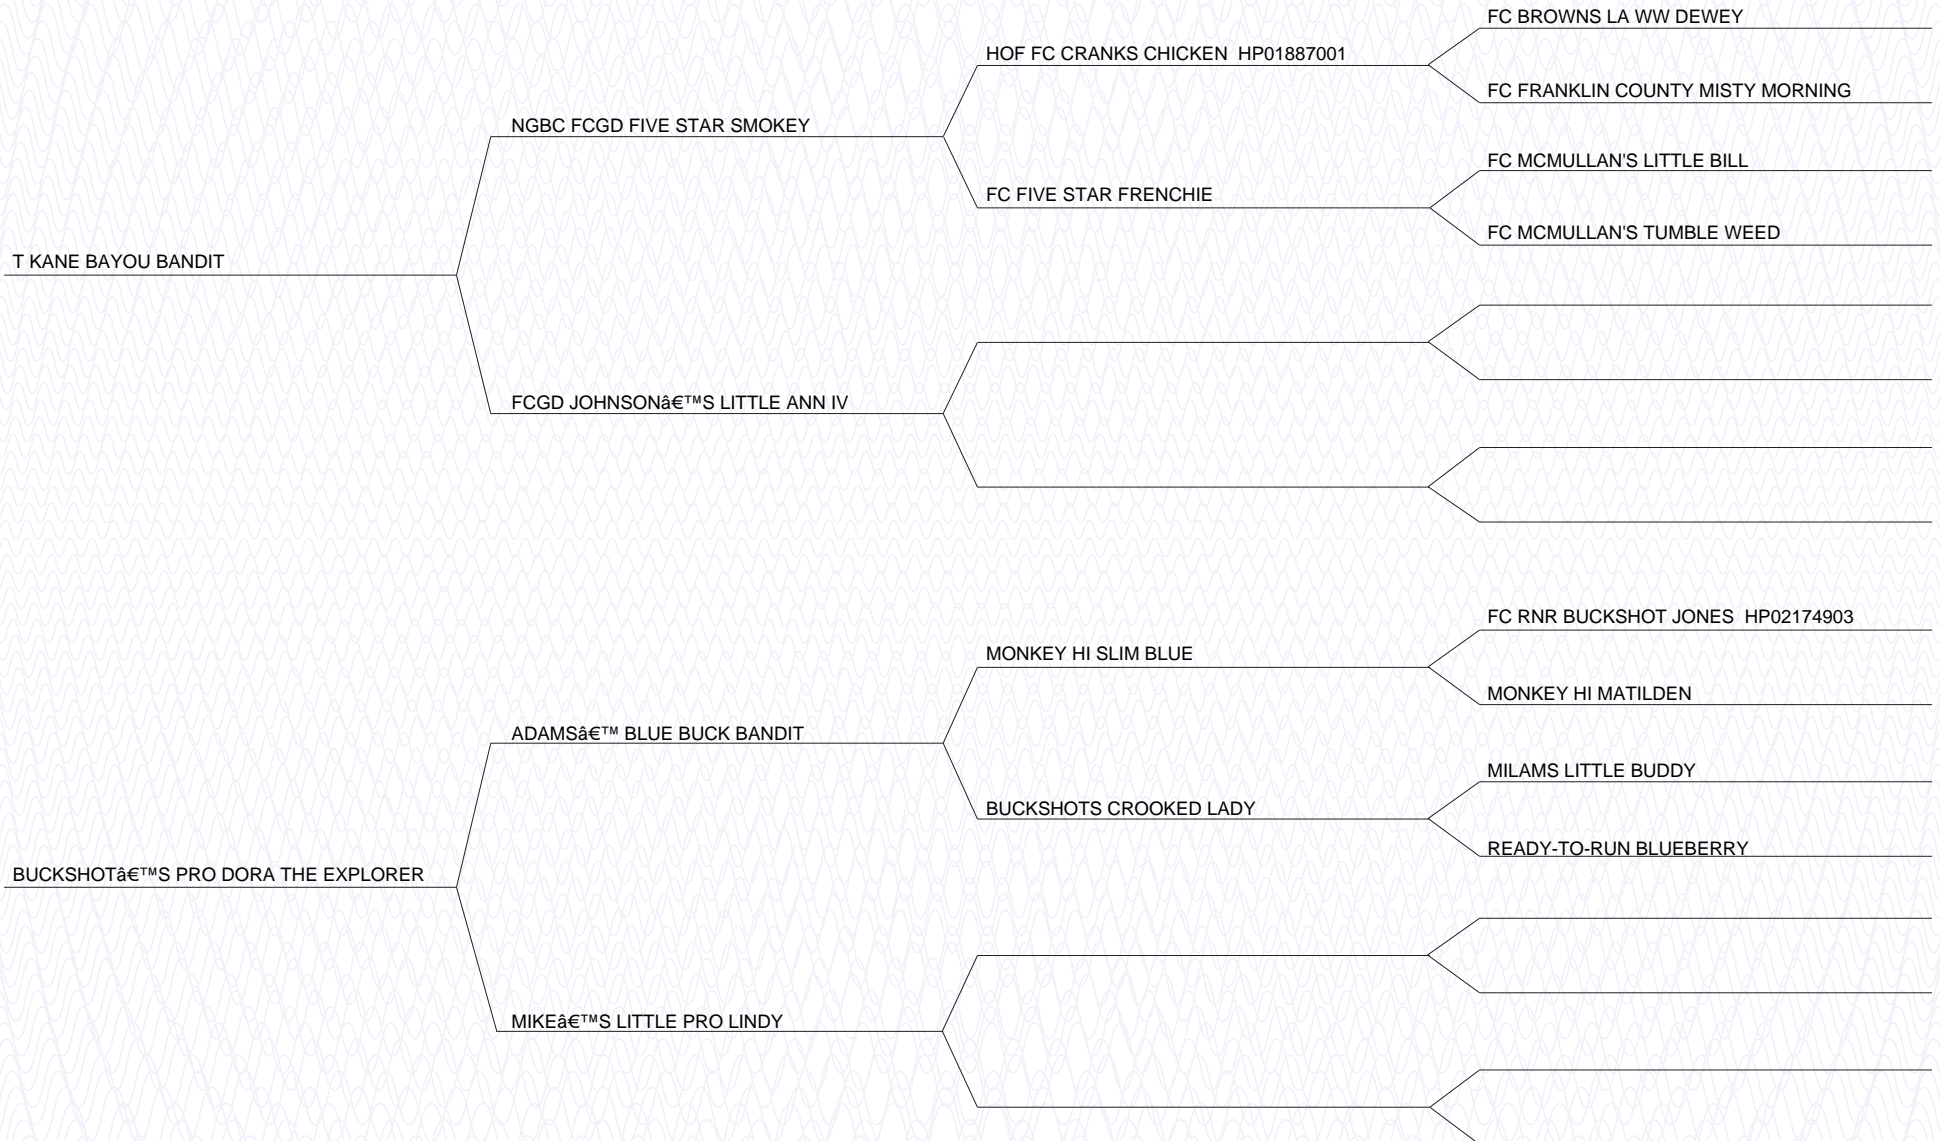 FC BROWNS LA WW DEWEY
HOF FC CRANKS CHICKEN  HP01887001
FC FRANKLIN COUNTY MISTY MORNING
NGBC FCGD FIVE STAR SMOKEY
FC MCMULLAN'S LITTLE BILL
FC FIVE STAR FRENCHIE
FC MCMULLAN'S TUMBLE WEED
T KANE BAYOU BANDIT
FCGD JOHNSONâ€™S LITTLE ANN IV
FC RNR BUCKSHOT JONES  HP02174903
MONKEY HI SLIM BLUE
MONKEY HI MATILDEN
ADAMSâ€™ BLUE BUCK BANDIT
MILAMS LITTLE BUDDY
BUCKSHOTS CROOKED LADY
READY-TO-RUN BLUEBERRY
BUCKSHOTâ€™S PRO DORA THE EXPLORER
MIKEâ€™S LITTLE PRO LINDY